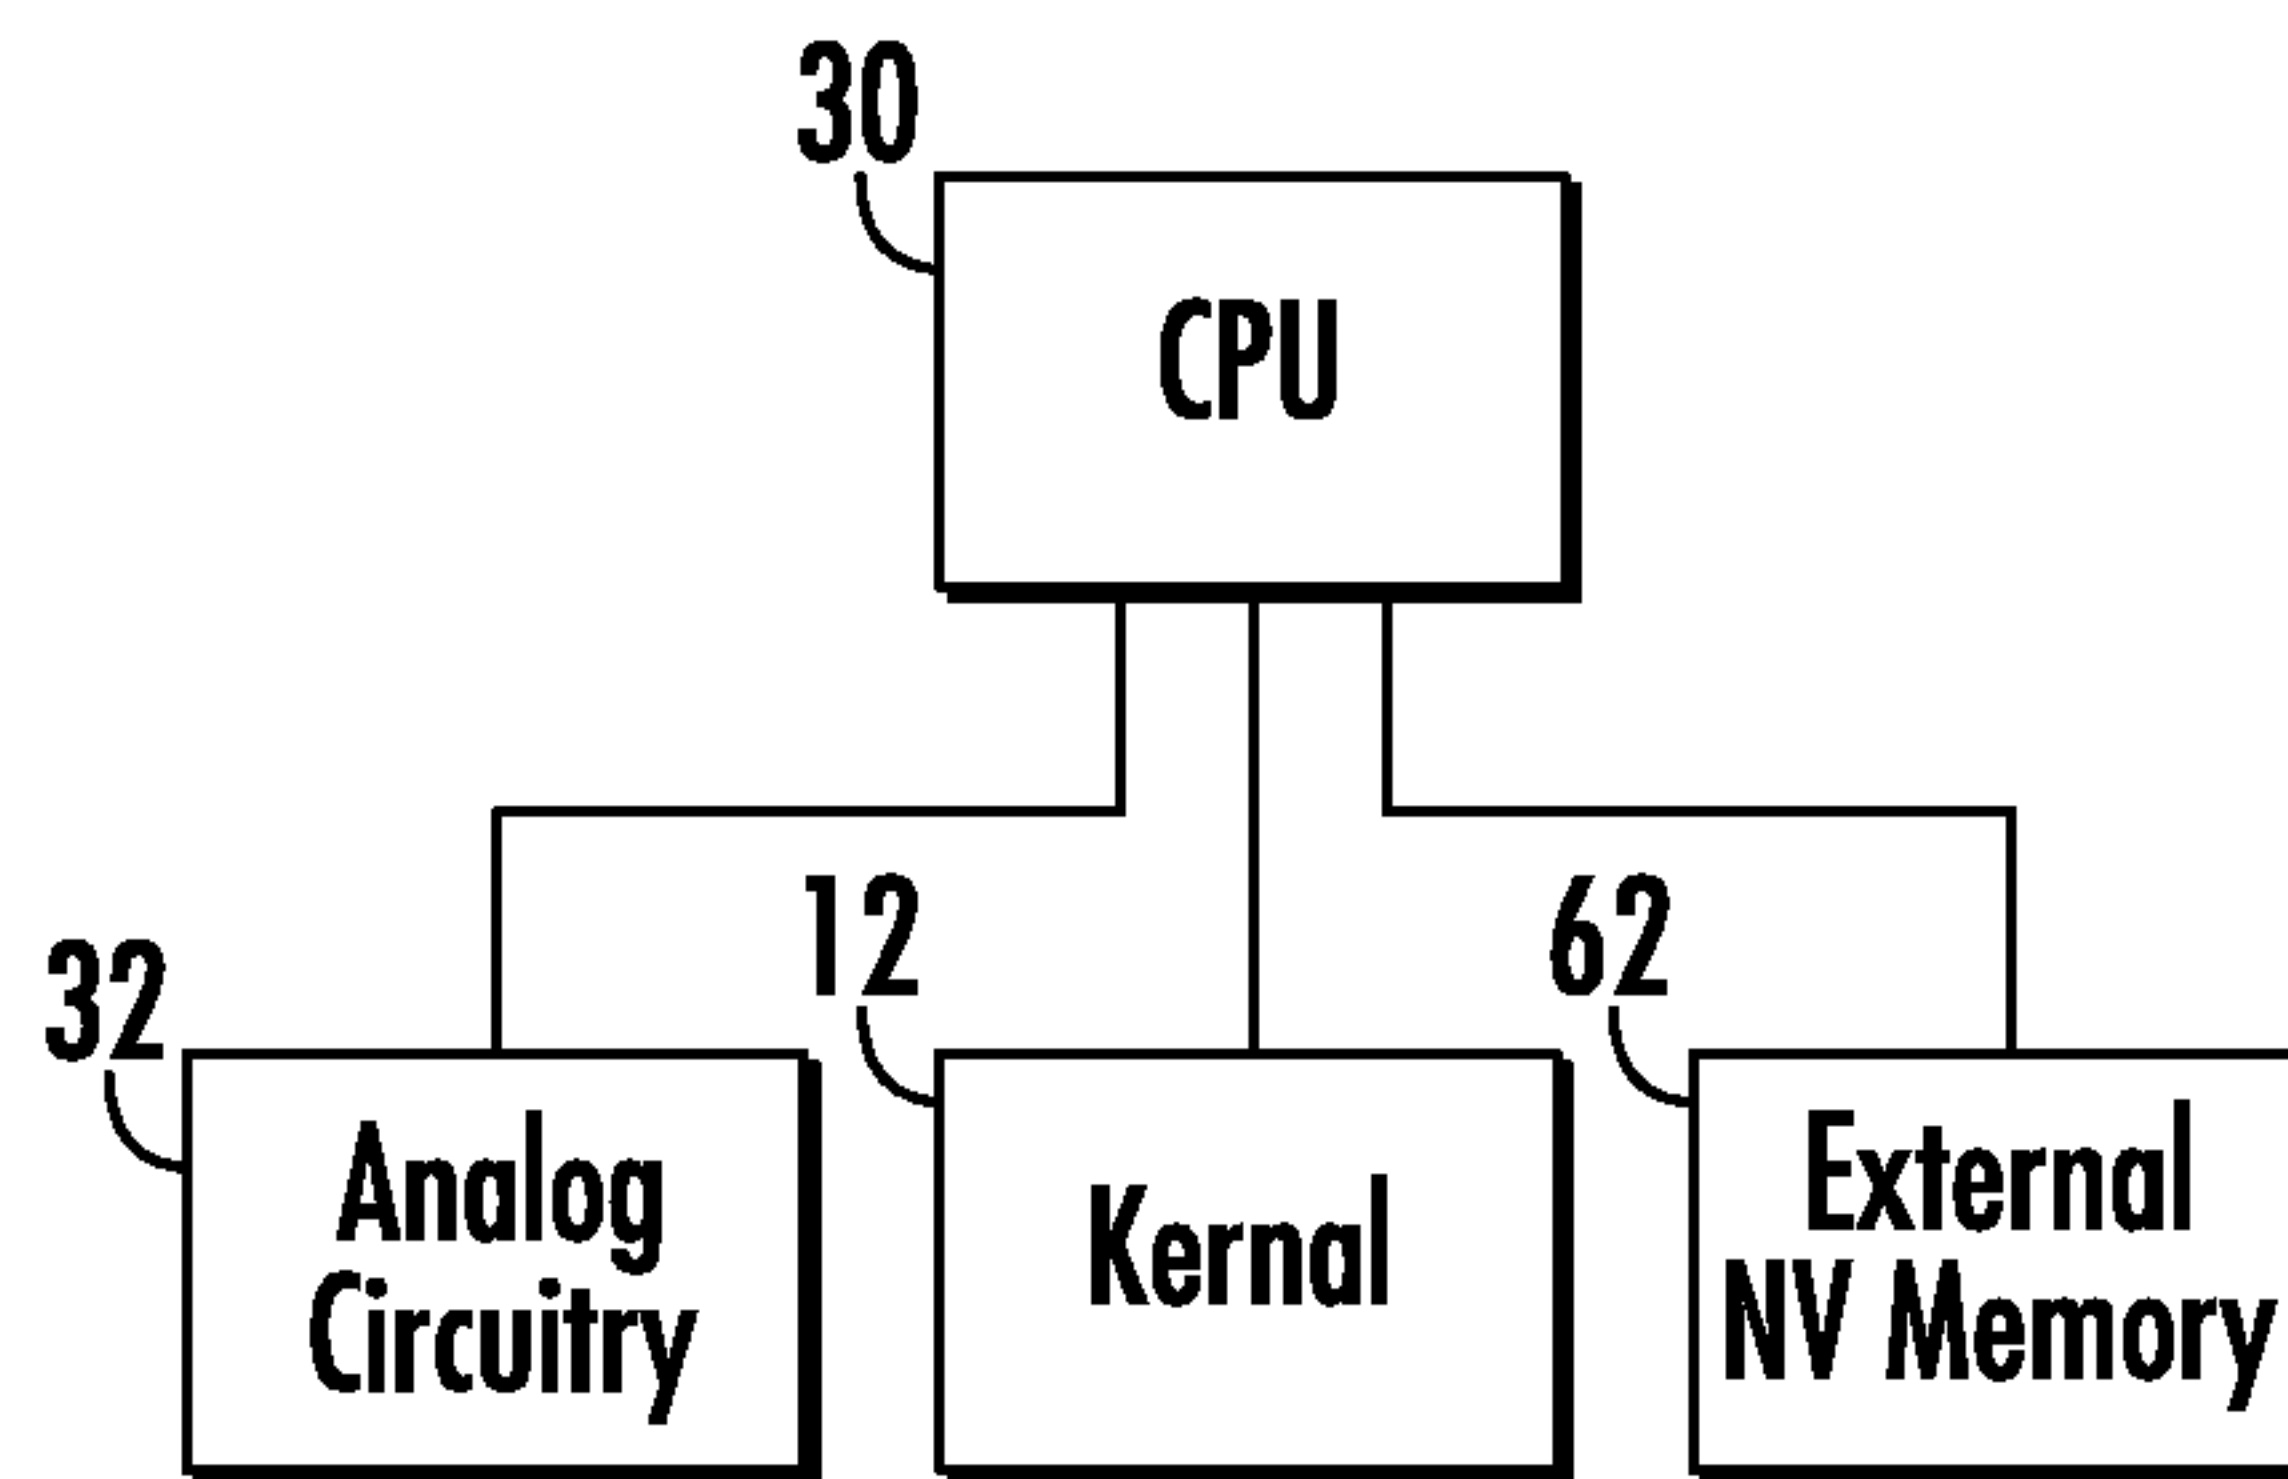 30
CPU
12
62
32
Analog
Circuitry
Kernal
External
NV Memory